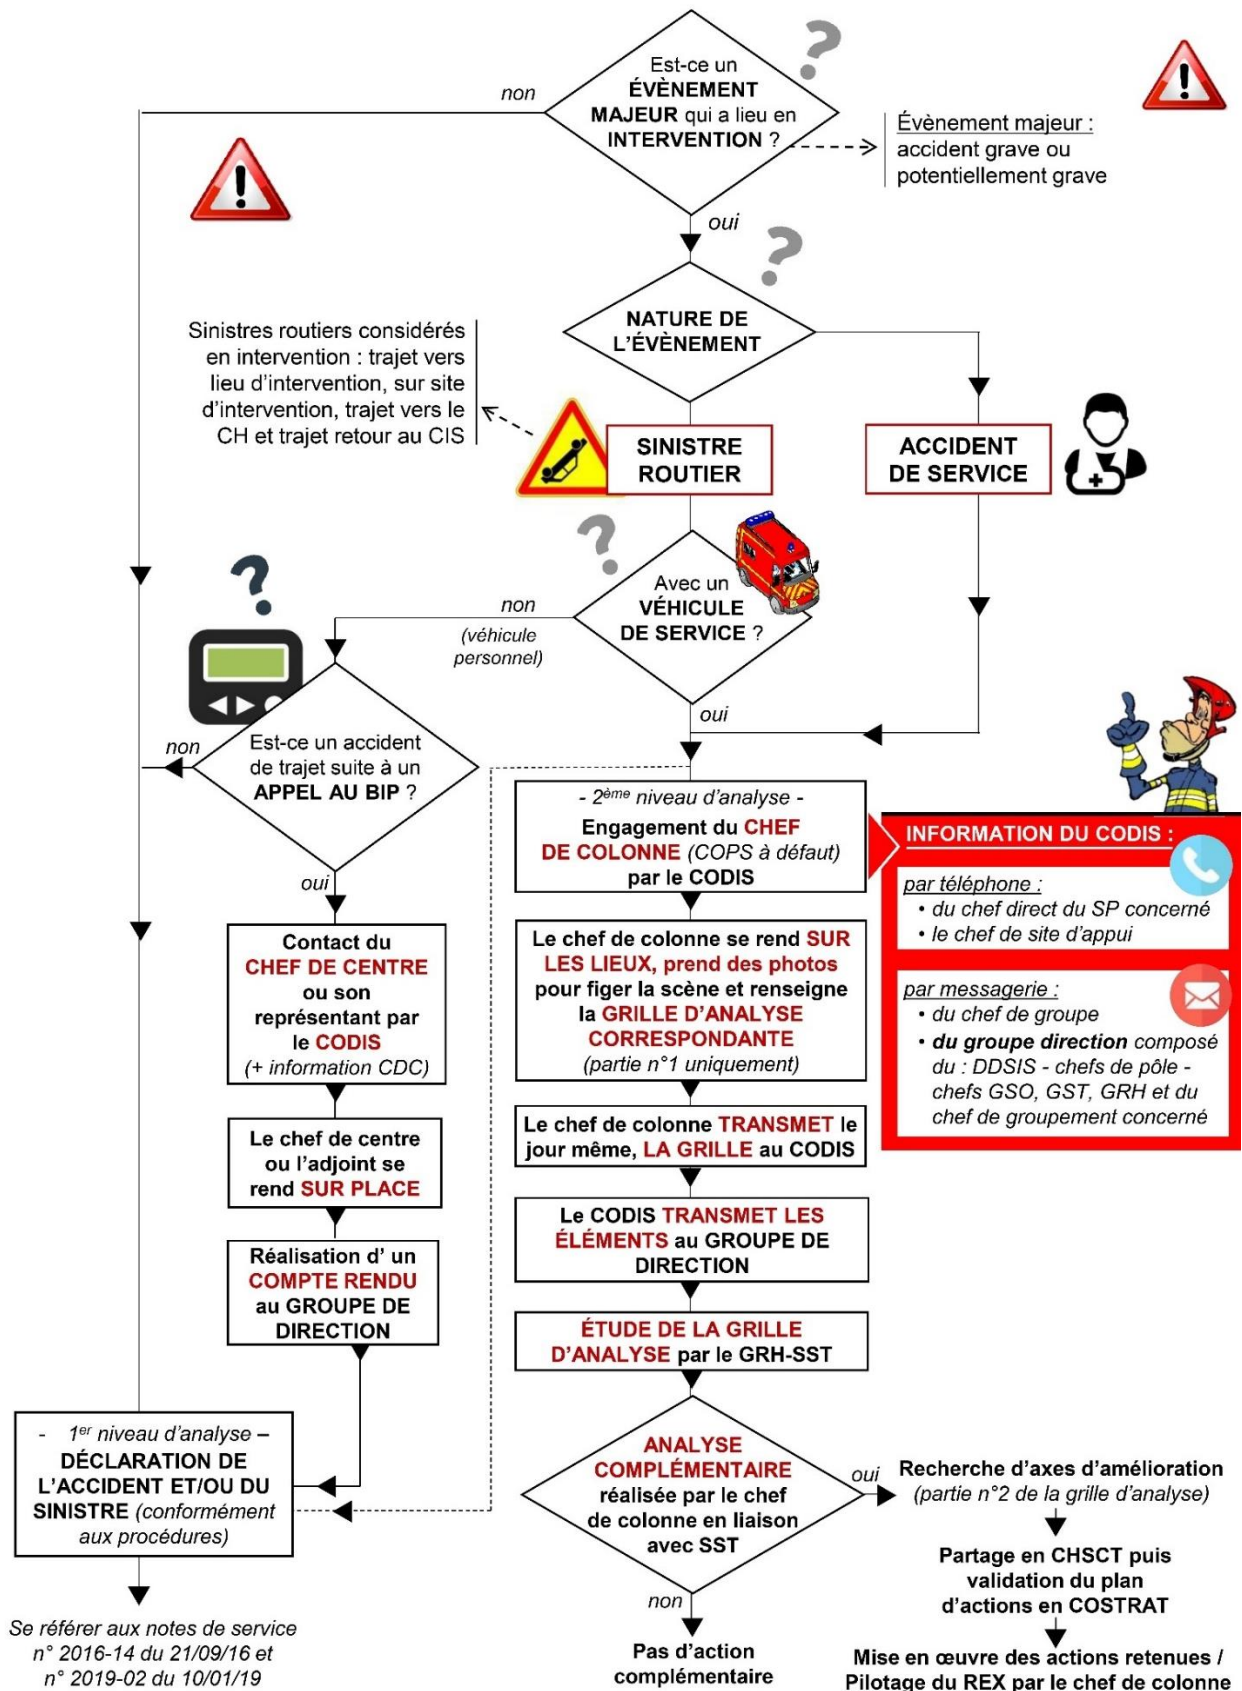 Est-ce un
ÉVÈNEMENT
MAJEUR qui a lieu en
INTERVENTION ?
non
Évènement majeur :
accident grave ou
potentiellement grave
oui
NATURE DE
L'ÉVÈNEMENT
Sinistres routiers considérés
en intervention : trajet vers
lieu d'intervention, sur site
d'intervention, trajet vers le
CH et trajet retour au CIS
SINISTRE
ROUTIER
ACCIDENT
DE SERVICE
Avec un
VÉHICULE
DE SERVICE ?
non
(véhicule
personnel)
oui
Est-ce un accident
de trajet suite à un
APPEL AU BIP ?
non
oui
- 2ème niveau d'analyse -
Engagement du CHEF
DE COLONNE (COPS à défaut)
par le CODIS
INFORMATION DU CODIS :
par téléphone :
• du chef direct du SP concerné
• le chef de site d'appui
par messagerie :
• du chef de groupe
• du groupe direction composé
du : DDSIS - chefs de pôle -
chefs GSO, GST, GRH et du
chef de groupement concerné
Contact du
CHEF DE CENTRE
ou son
représentant par
le CODIS
(+ information CDC)
Le chef de centre
ou l'adjoint se
rend SUR PLACE
Réalisation d' un
COMPTE RENDU
au GROUPE DE
DIRECTION
Le chef de colonne se rend SUR
LES LIEUX, prend des photos
pour figer la scène et renseigne
la GRILLE D'ANALYSE
CORRESPONDANTE
(partie n°1 uniquement)
Le chef de colonne TRANSMET le
jour même, LA GRILLE au CODIS
Le CODIS TRANSMET LES
ÉLÉMENTS au GROUPE DE
DIRECTION
ÉTUDE DE LA GRILLE
D'ANALYSE par le GRH-SST
- 1er niveau d'analyse –
DÉCLARATION DE
L'ACCIDENT ET/OU DU
SINISTRE (conformément
aux procédures)
Se référer aux notes de service
n° 2016-14 du 21/09/16 et
n° 2019-02 du 10/01/19
ANALYSE
COMPLÉMENTAIRE
réalisée par le chef
de colonne en liaison
avec SST
oui
non
Pas d'action
complémentaire
Recherche d'axes d'amélioration
(partie n°2 de la grille d'analyse)
Partage en CHSCT puis
validation du plan
d'actions en COSTRAT
Mise en œuvre des actions retenues /
Pilotage du REX par le chef de colonne